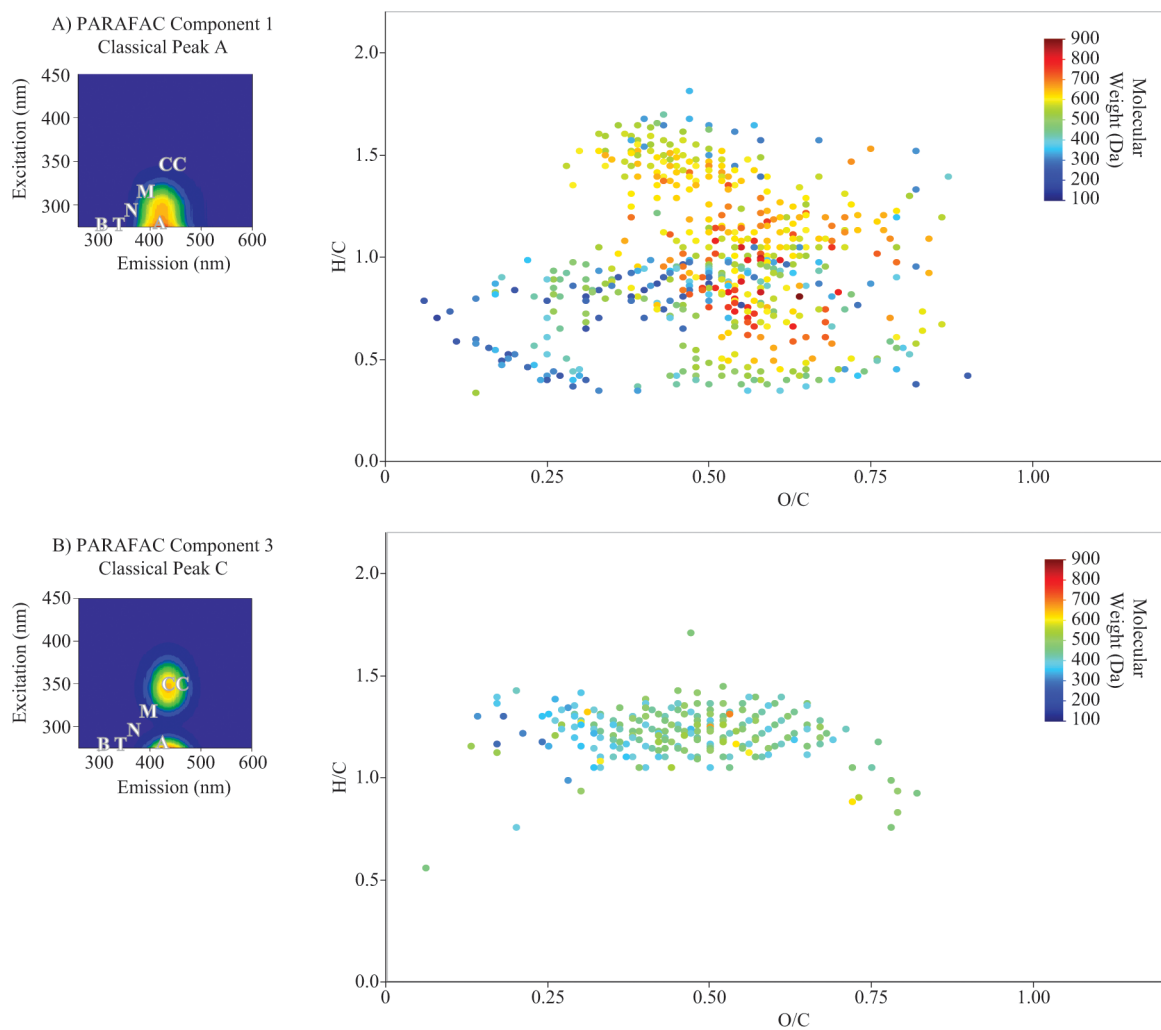 A) PARAFAC Component 1
Classical Peak A
450
400
350
300
Excitation (nm)
CC
M
N
B T A
300 400 500 600
Emission (nm)
2.0
1.5
1.0
0.5
0.0
H/C
0 0.25 0.50 0.75 1.00
O/C
900
800
700
600
500
400
300
200
100
Molecular
Weight (Da)
B) PARAFAC Component 3
Classical Peak C
450
400
350
300
Excitation (nm)
CC
M
N
B T A
300 400 500 600
Emission (nm)
2.0
1.5
1.0
0.5
0.0
H/C
0 0.25 0.50 0.75 1.00
O/C
900
800
700
600
500
400
300
200
100
Molecular
Weight (Da)